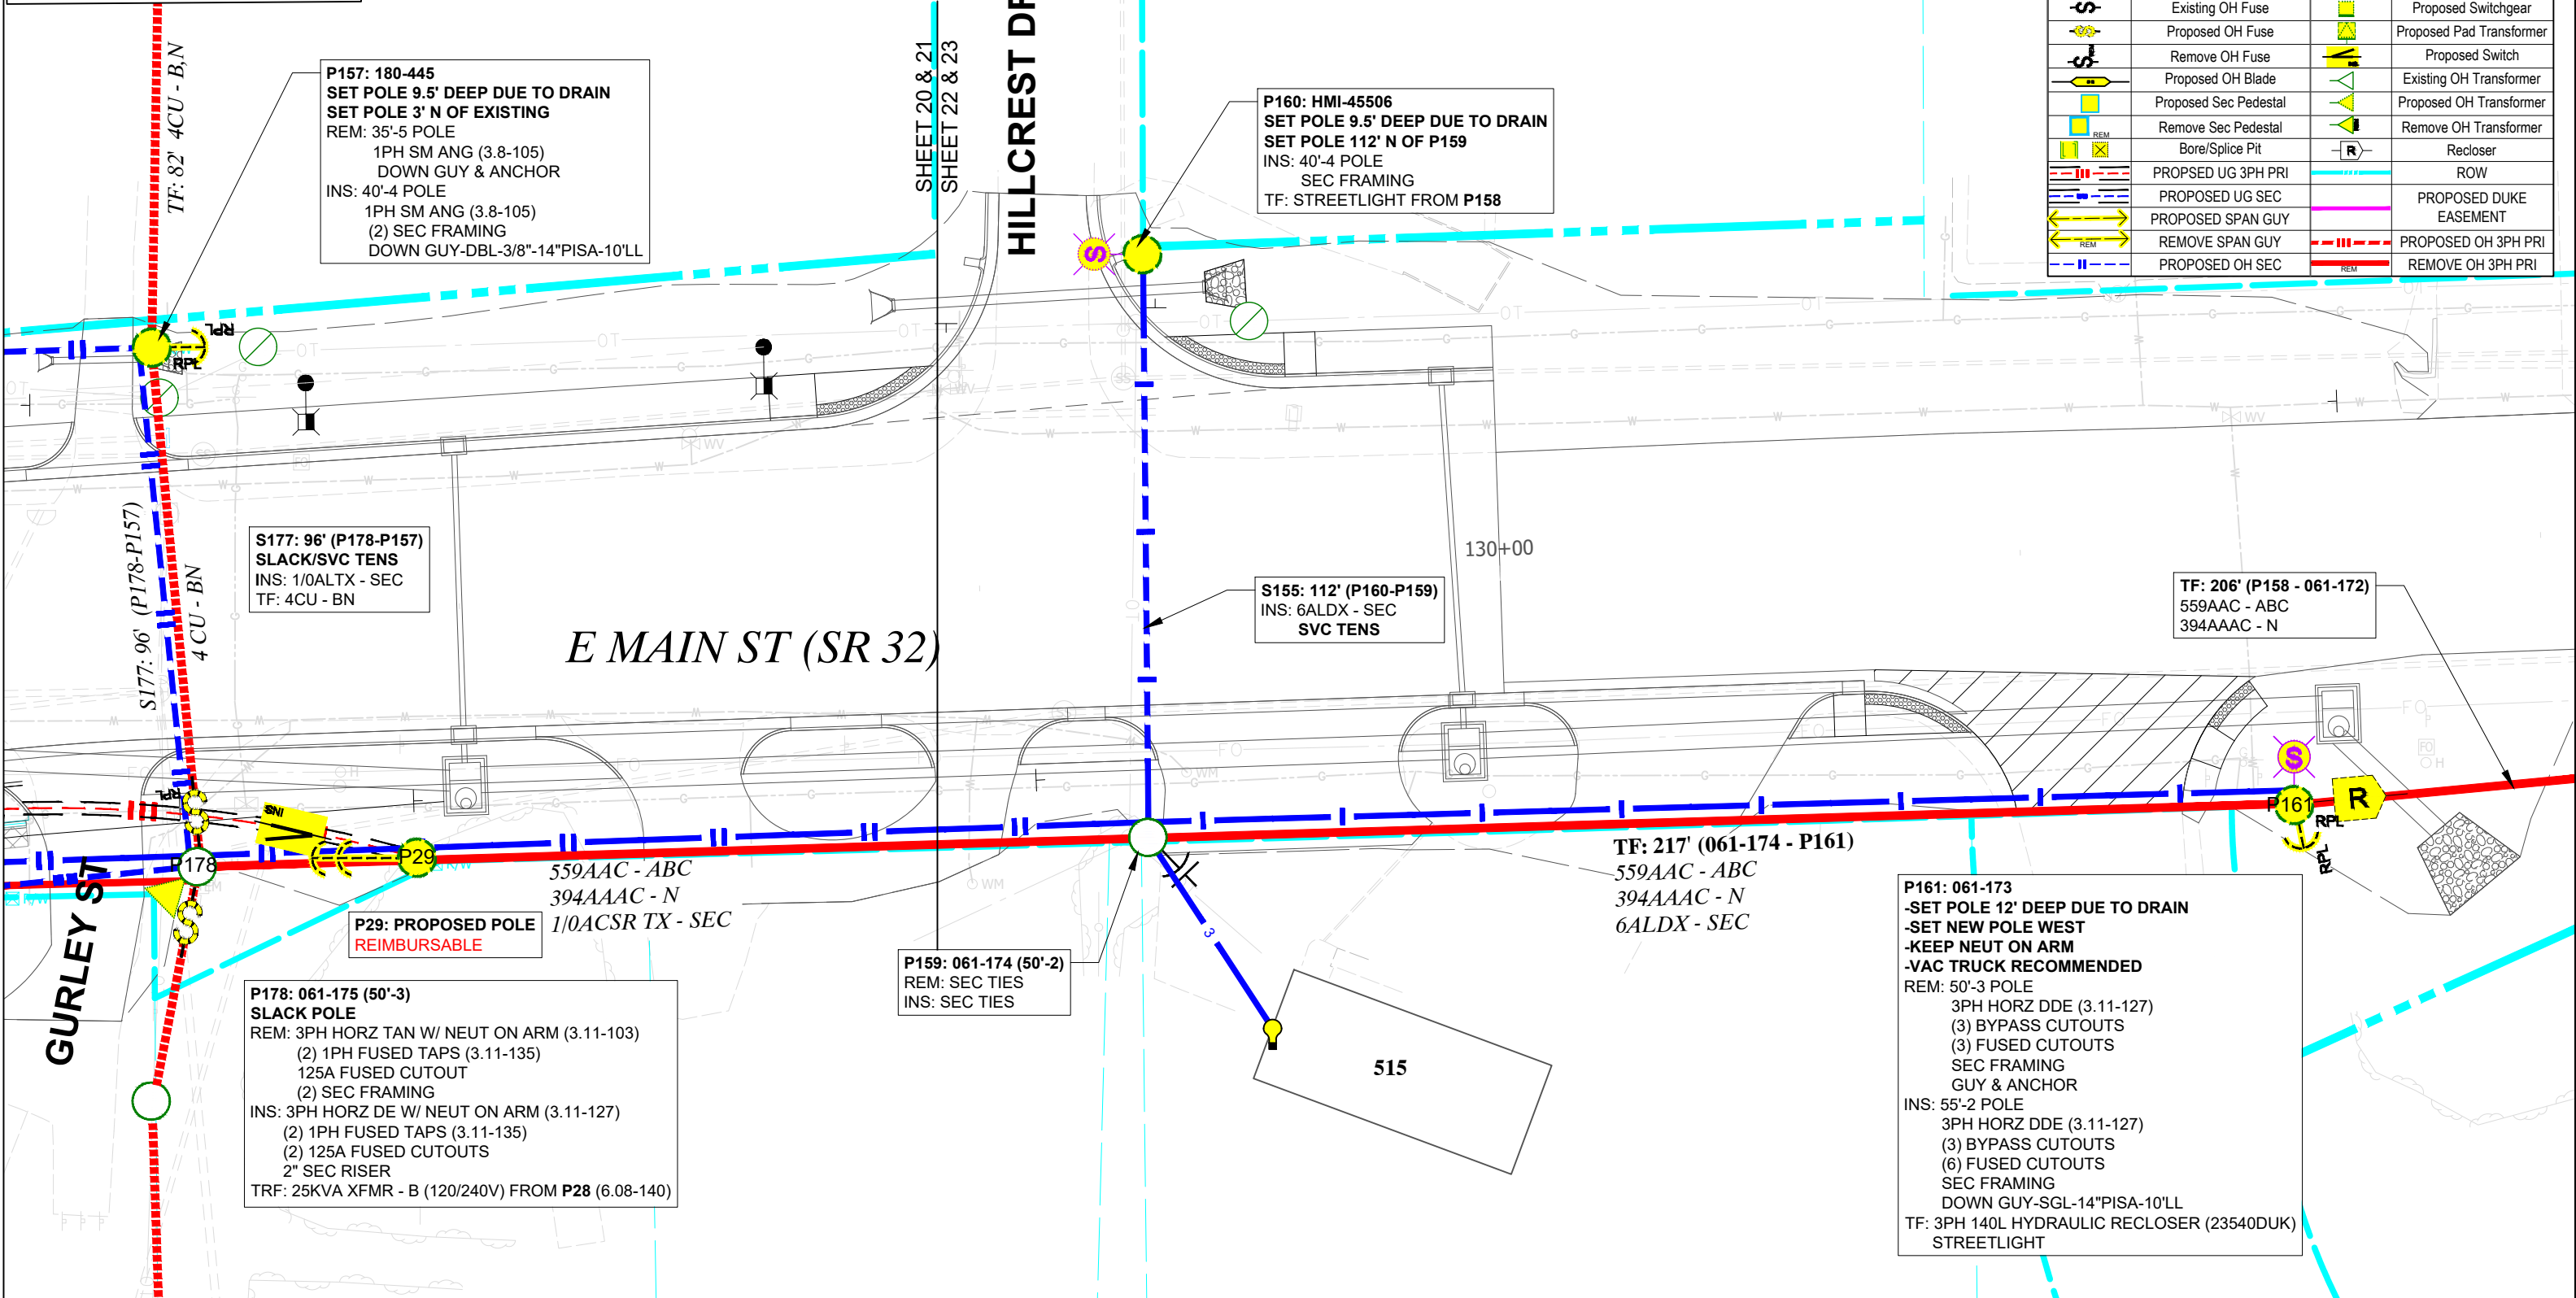 P157: 180-445
SET POLE 9.5' DEEP DUE TO DRAIN
SET POLE 3' N OF EXISTING
REM: 35'-5 POLE
1PH SM ANG (3.8-105)
DOWN GUY & ANCHOR
INS: 40'-4 POLE
1PH SM ANG (3.8-105)
(2) SEC FRAMING
DOWN GUY-DBL-3/8"-14"PISA-10'LL
TF: 82' 4CU - B,N
SHEET 20 & 21
SHEET 22 & 23
HILLCREST DR
P160: HMI-45506
SET POLE 9.5' DEEP DUE TO DRAIN
SET POLE 112' N OF P159
INS: 40'-4 POLE
SEC FRAMING
TF: STREETLIGHT FROM P158
Existing OH Fuse
Proposed Switchgear
Proposed OH Fuse
Proposed Pad Transformer
Remove OH Fuse
Proposed Switch
Proposed OH Blade
Existing OH Transformer
Proposed Sec Pedestal
Proposed OH Transformer
REM
Remove Sec Pedestal
Remove OH Transformer
Bore/Splice Pit
R
Recloser
PROPSED UG 3PH PRI
ROW
PROPOSED UG SEC
PROPOSED DUKE
EASEMENT
PROPOSED SPAN GUY
REM
REMOVE SPAN GUY
PROPOSED OH 3PH PRI
PROPOSED OH SEC
REM
REMOVE OH 3PH PRI
RPL
RPL
S
S177: 96' (P178-P157)
4 CU - BN
S177: 96' (P178-P157)
SLACK/SVC TENS
INS: 1/0ALTX - SEC
TF: 4CU - BN
E MAIN ST (SR 32)
130+00
S155: 112' (P160-P159)
INS: 6ALDX - SEC
SVC TENS
TF: 206' (P158 - 061-172)
559AAC - ABC
394AAAC - N
RPL
INS
P178
P29
559AAC - ABC
394AAAC - N
1/0ACSR TX - SEC
TF: 217' (061-174 - P161)
559AAC - ABC
394AAAC - N
6ALDX - SEC
S
P161
R
RPL
RPL
GURLEY ST
P29: PROPOSED POLE
REIMBURSABLE
P159: 061-174 (50'-2)
REM: SEC TIES
INS: SEC TIES
3
515
P178: 061-175 (50'-3)
SLACK POLE
REM: 3PH HORZ TAN W/ NEUT ON ARM (3.11-103)
(2) 1PH FUSED TAPS (3.11-135)
125A FUSED CUTOUT
(2) SEC FRAMING
INS: 3PH HORZ DE W/ NEUT ON ARM (3.11-127)
(2) 1PH FUSED TAPS (3.11-135)
(2) 125A FUSED CUTOUTS
2" SEC RISER
TRF: 25KVA XFMR - B (120/240V) FROM P28 (6.08-140)
P161: 061-173
-SET POLE 12' DEEP DUE TO DRAIN
-SET NEW POLE WEST
-KEEP NEUT ON ARM
-VAC TRUCK RECOMMENDED
REM: 50'-3 POLE
3PH HORZ DDE (3.11-127)
(3) BYPASS CUTOUTS
(3) FUSED CUTOUTS
SEC FRAMING
GUY & ANCHOR
INS: 55'-2 POLE
3PH HORZ DDE (3.11-127)
(3) BYPASS CUTOUTS
(6) FUSED CUTOUTS
SEC FRAMING
DOWN GUY-SGL-14"PISA-10'LL
TF: 3PH 140L HYDRAULIC RECLOSER (23540DUK)
STREETLIGHT